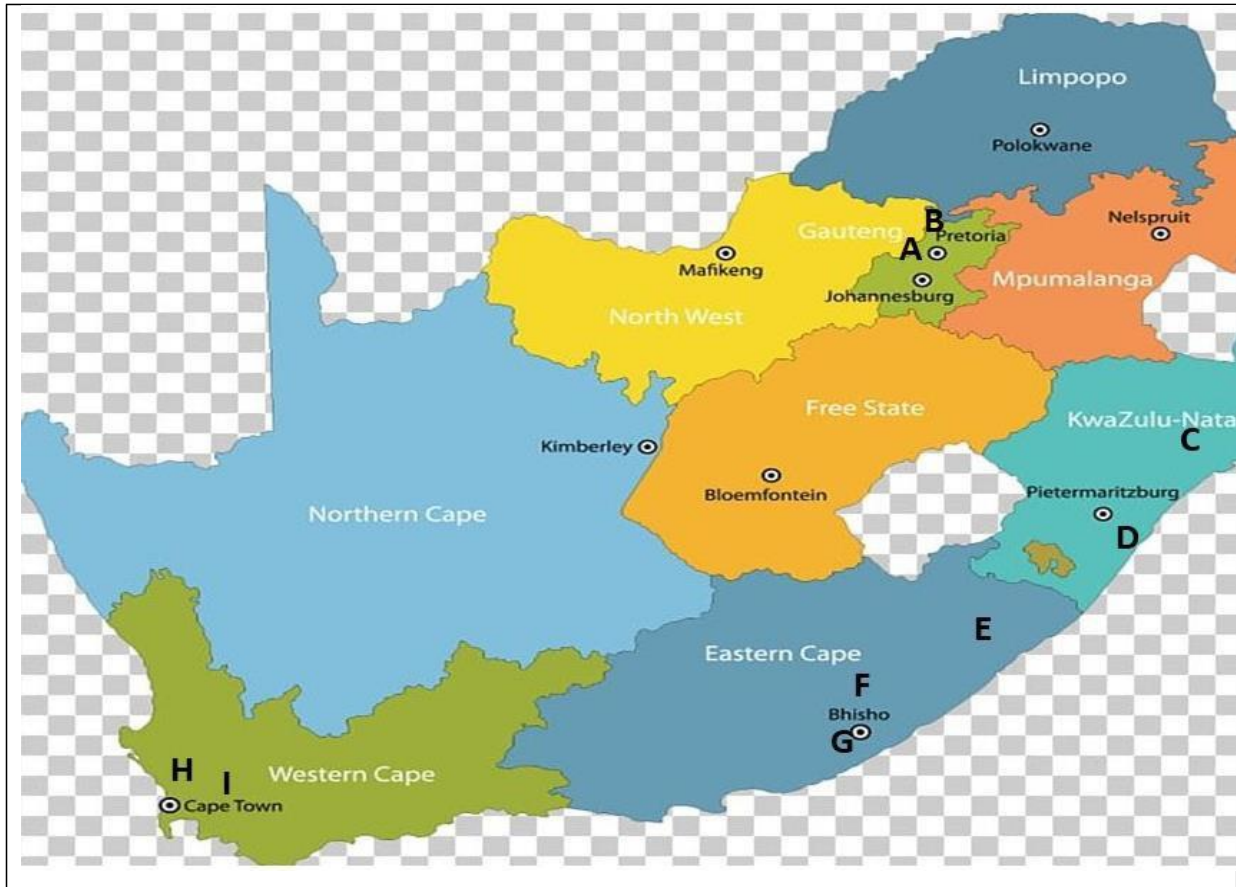 Limpopo
Polokwane
B
Nelspruit
Gauteng
Pretoria
A
Mafikeng
Mpumalanga
Johannesburg
North West
Free State
KwaZulu-Nata
C
Kimberley
Bloemfontein
Pietermaritzburg
Northern Cape
D
E
Eastern Cape
F
Bhisho
G
H
I
Western Cape
Cape Town